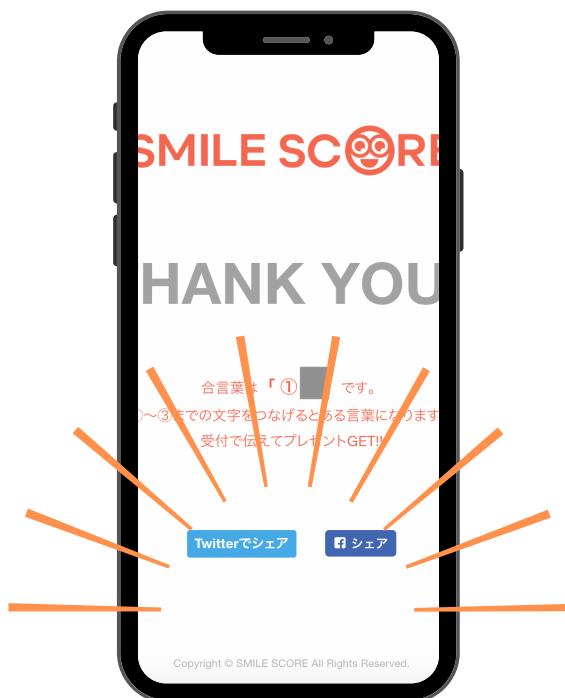 SMILE SCORE
THANK YOU
合言葉は「 ① です。
〜③までの文字をつなげるとある言葉になります
受付で伝えてプレゼントGET!!
Twitterでシェア
シェア
Copyright © SMILE SCORE All Rights Reserved.